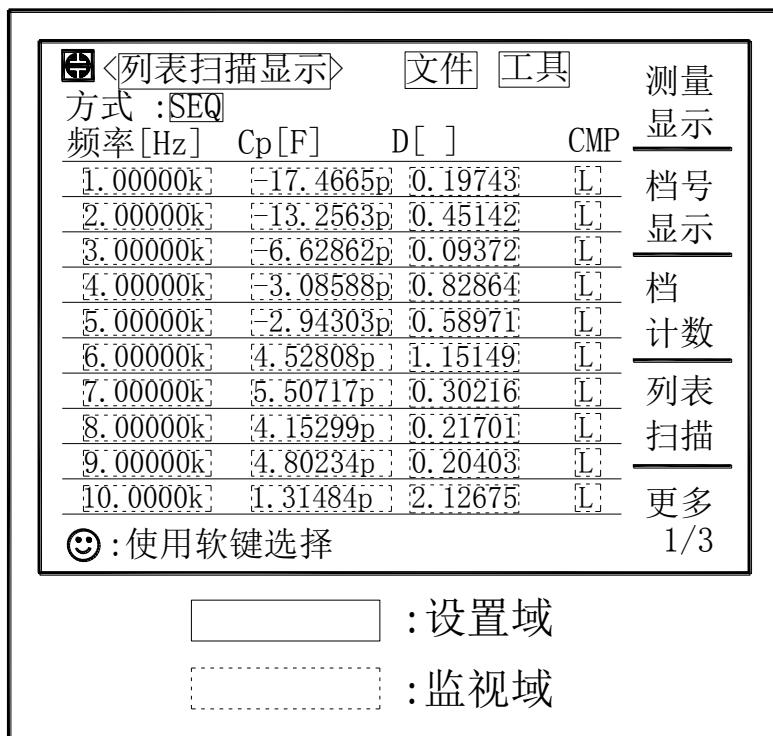 <列表扫描显示> 文件 工具
方式 :SEQ
频率[Hz] Cp[F] D[ ] CMP
1.00000k -17.4665p 0.19743 L
2.00000k -13.2563p 0.45142 L
3.00000k -6.62862p 0.09372 L
4.00000k -3.08588p 0.82864 L
5.00000k -2.94303p 0.58971 L
6.00000k 4.52808p 1.15149 L
7.00000k 5.50717p 0.30216 L
8.00000k 4.15299p 0.21701 L
9.00000k 4.80234p 0.20403 L
10.0000k 1.31484p 2.12675 L
:使用软键选择
测量
显示
档号
显示
档
计数
列表
扫描
更多
1/3
:设置域
:监视域